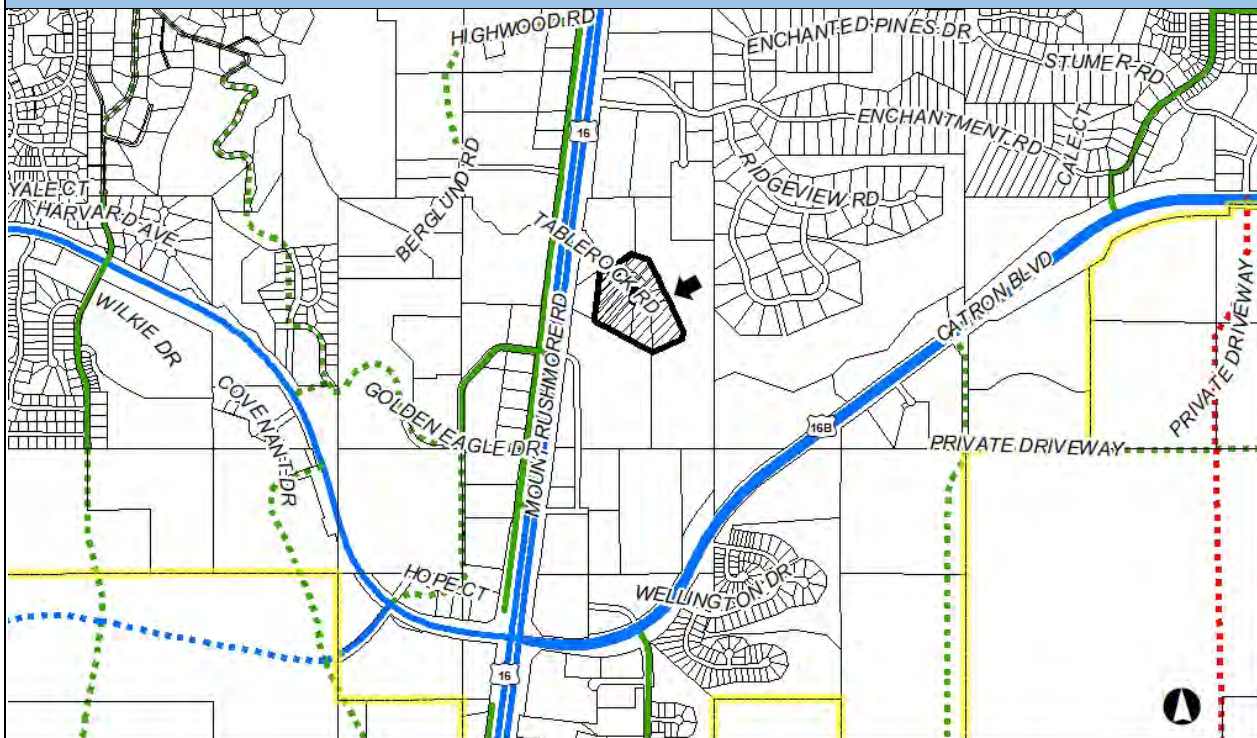 HIGHWOOD RD
ENCHANTED PINES DR
STUMER RD
16
ENCHANTMENT RD
CALE CT
BERGLUND RD
RIDGEVIEW RD
YALE CT
HARVARD AVE
TABLEROCK RD
WILKIE DR
CATRON BLVD
PRIVATE DRIVEWAY
MOUNT RUSHMORE RD
COVENANT DR
GOLDEN EAGLE DR
16B
PRIVATE DRIVEWAY
HOPE CT
WELLINGTON DR
16